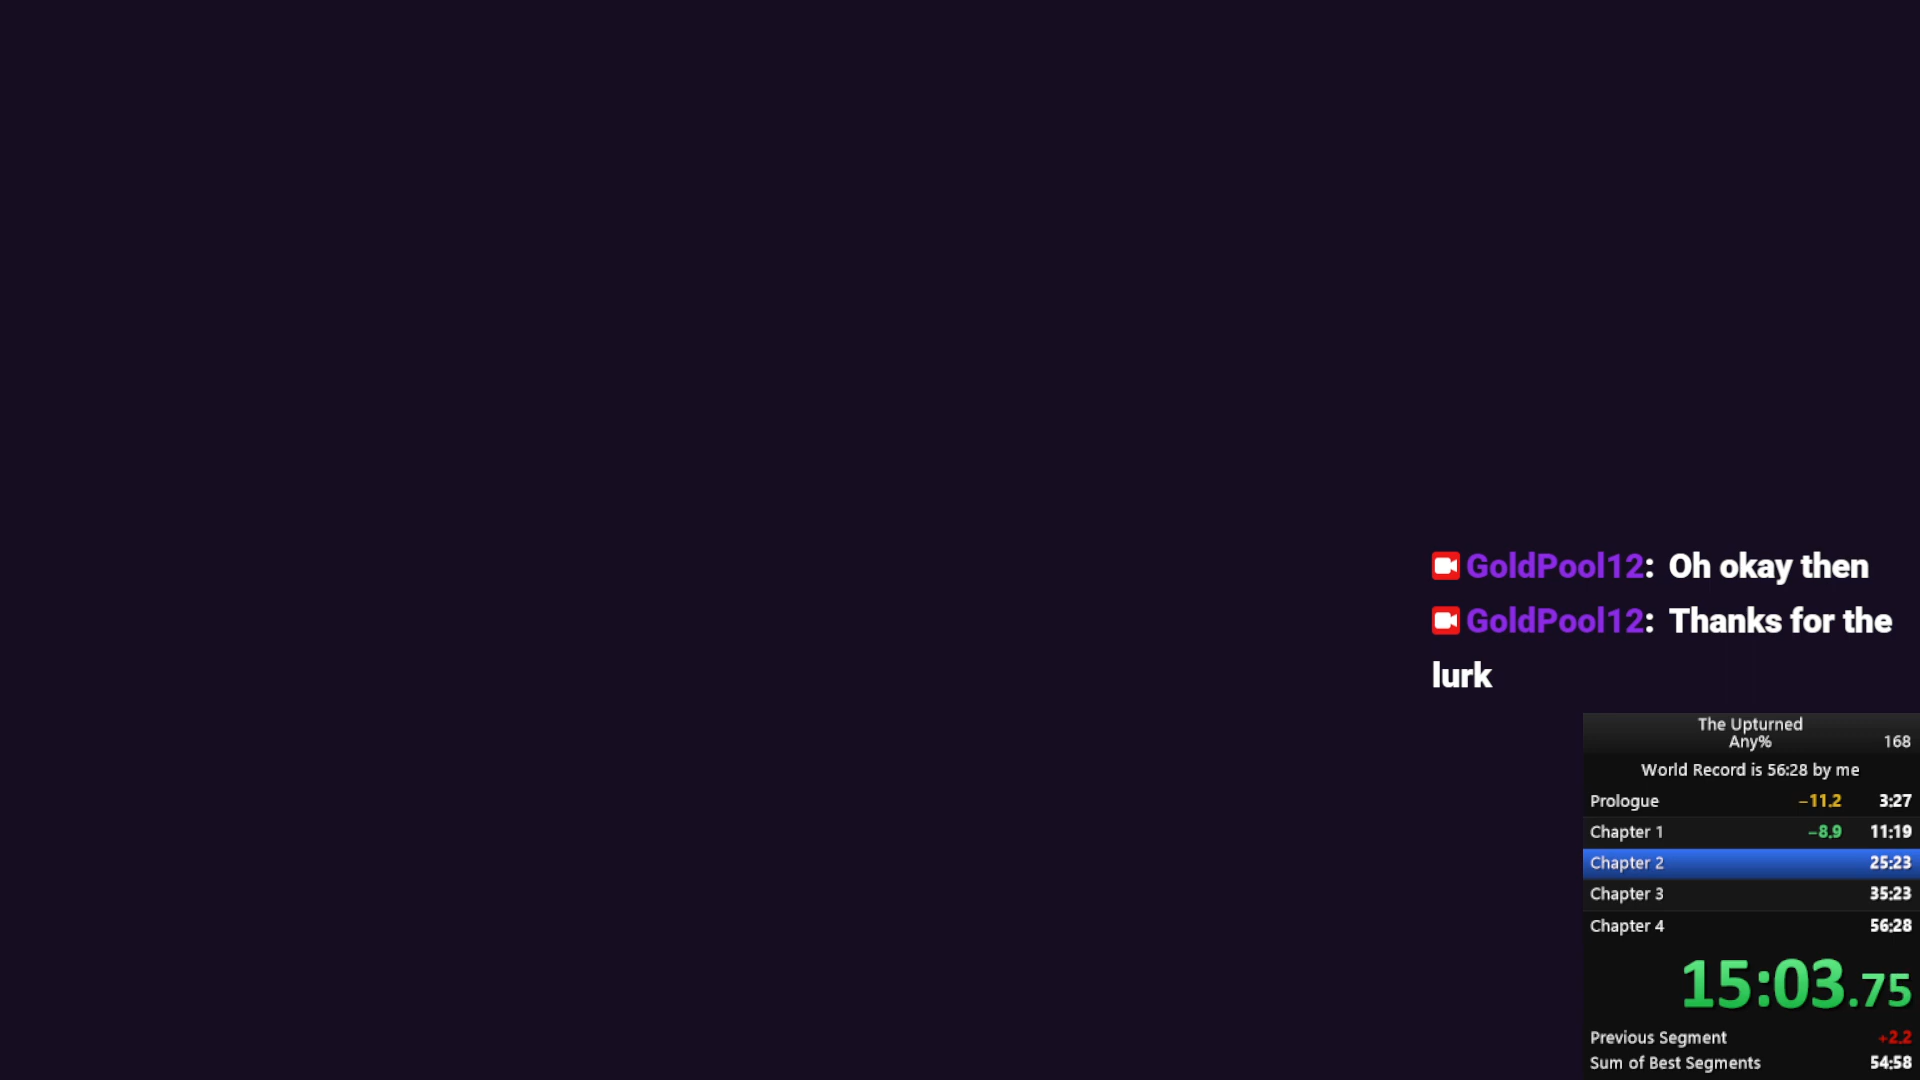 GoldPool12: Oh okay then
GoldPool12: Thanks for the
lurk
The Upturned
Any% 168
World Record is 56:28 by me
Prologue −11.2 3:27
Chapter 1 −8.9 11:19
Chapter 2 25:23
Chapter 3 35:23
Chapter 4 56:28
15:03.75
Previous Segment +2.2
Sum of Best Segments 54:58